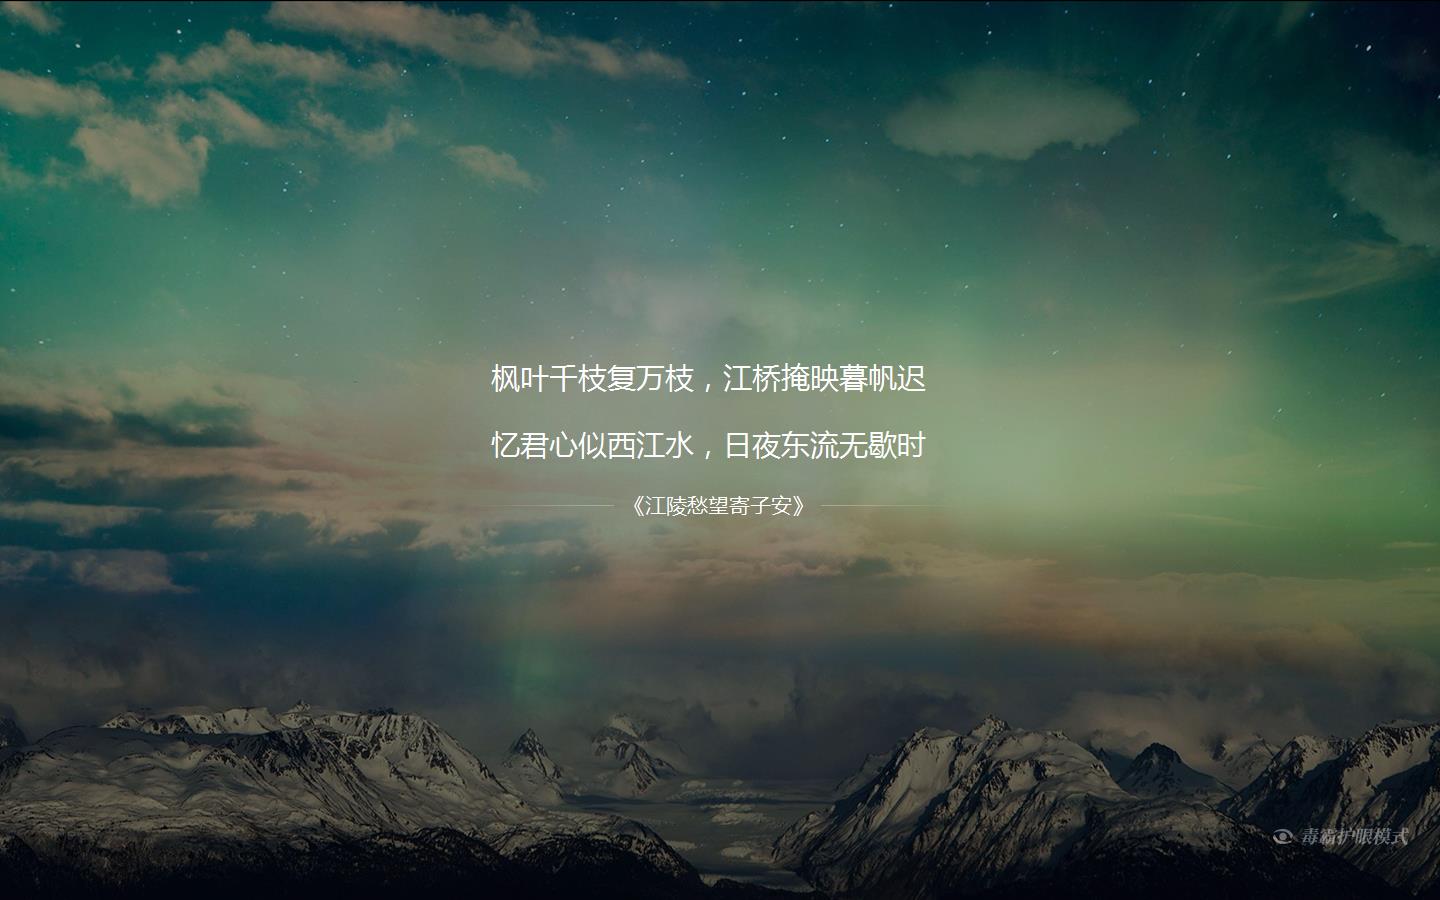 枫叶千枝复万枝，江桥掩映暮帆迟
忆君心似西江水，日夜东流无歇时
《江陵愁望寄子安》
毒霸护眼模式